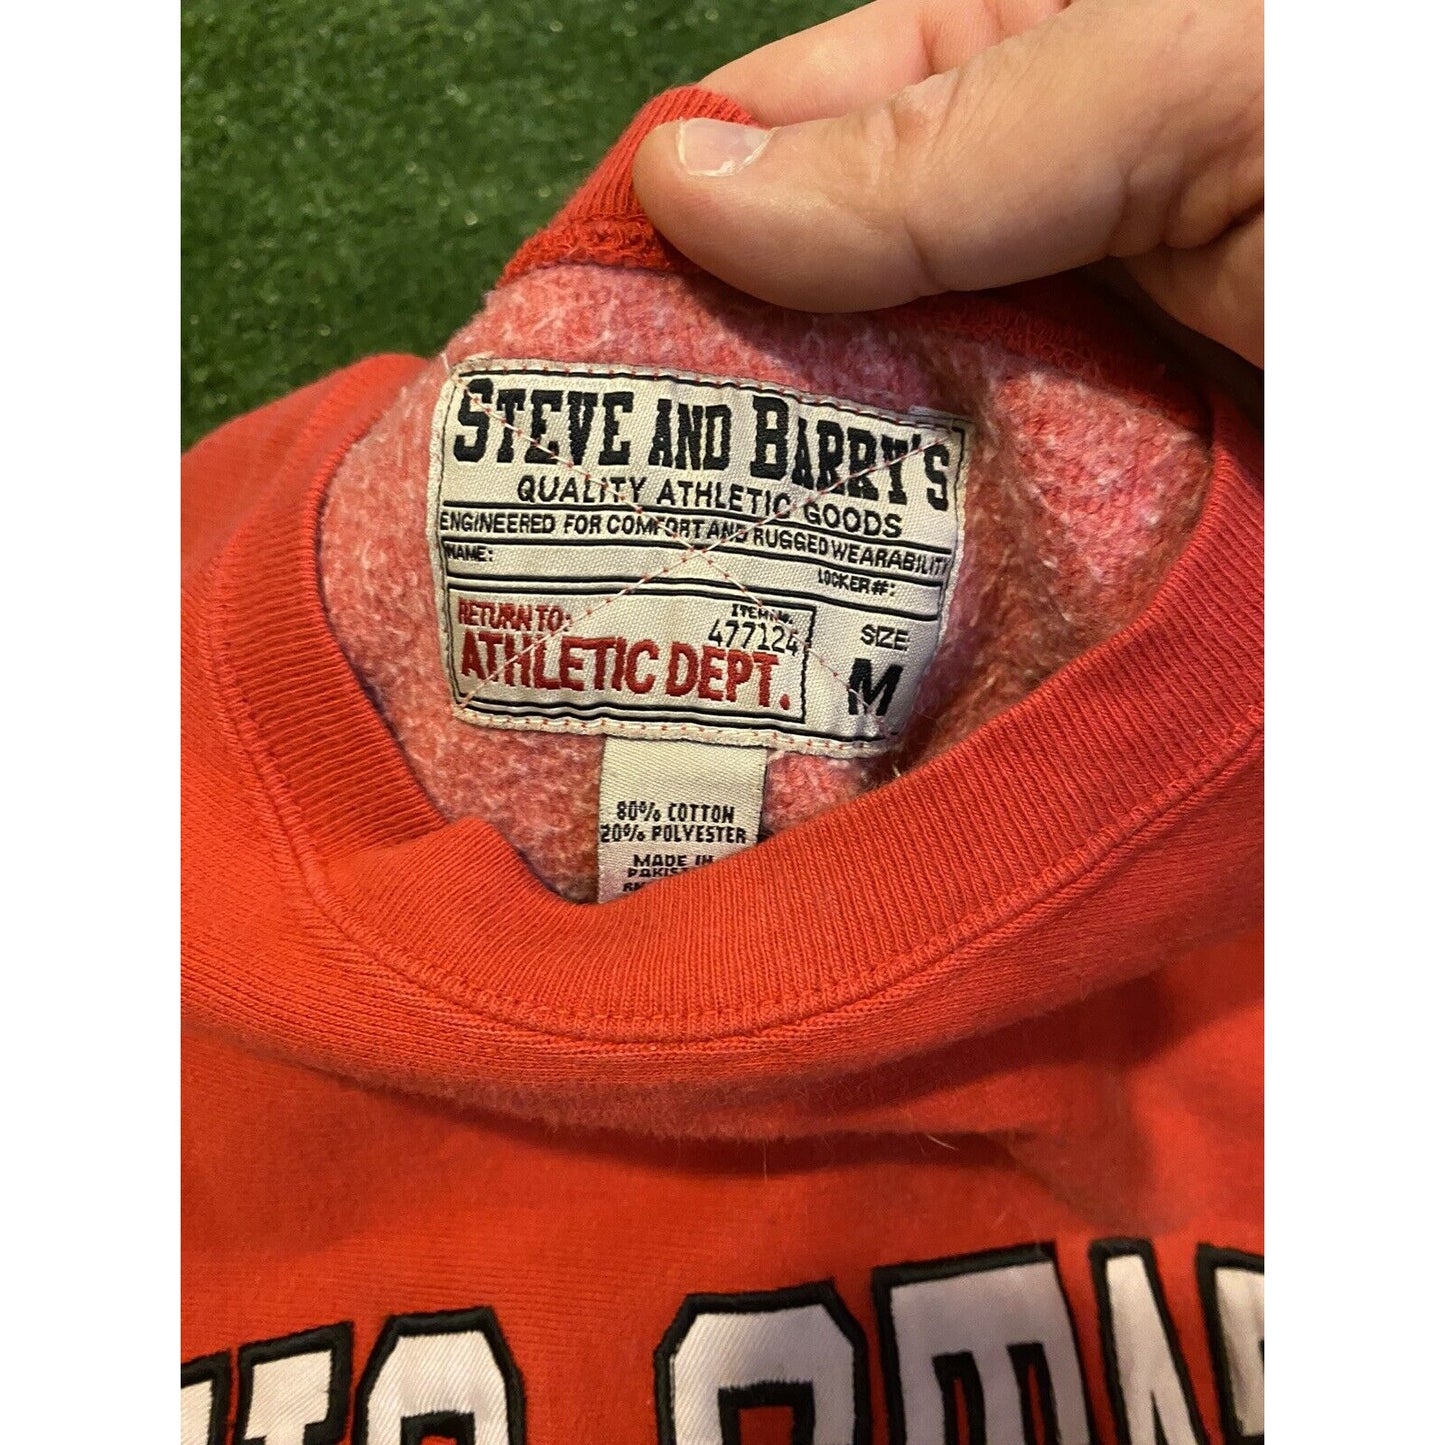 STEVE AND BARRY'S
QUALITY ATHLETIC GOODS
ENGINEERED FOR COMFORT AND RUGGED WEARABILITY
NAME:
LOCKER#:
RETURN TO:
ITEM No.
477124
ATHLETIC DEPT.
SIZE
M
80% COTTON
20% POLYESTER
MADE IN